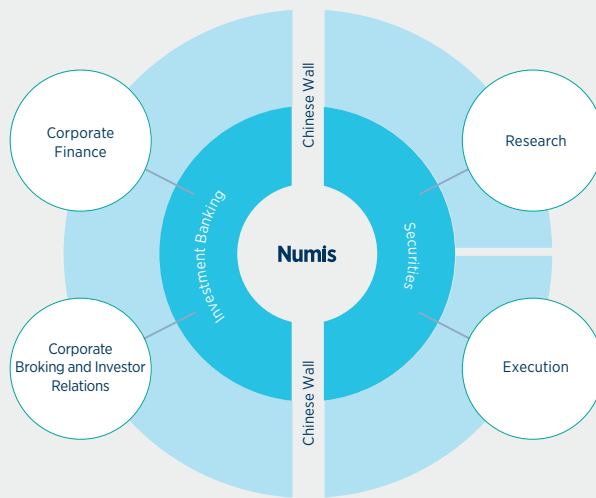 Chinese Wall
Corporate
Finance
Research
Investment Banking
Numis
Securities
Corporate
Broking and Investor
Relations
Execution
Chinese Wall